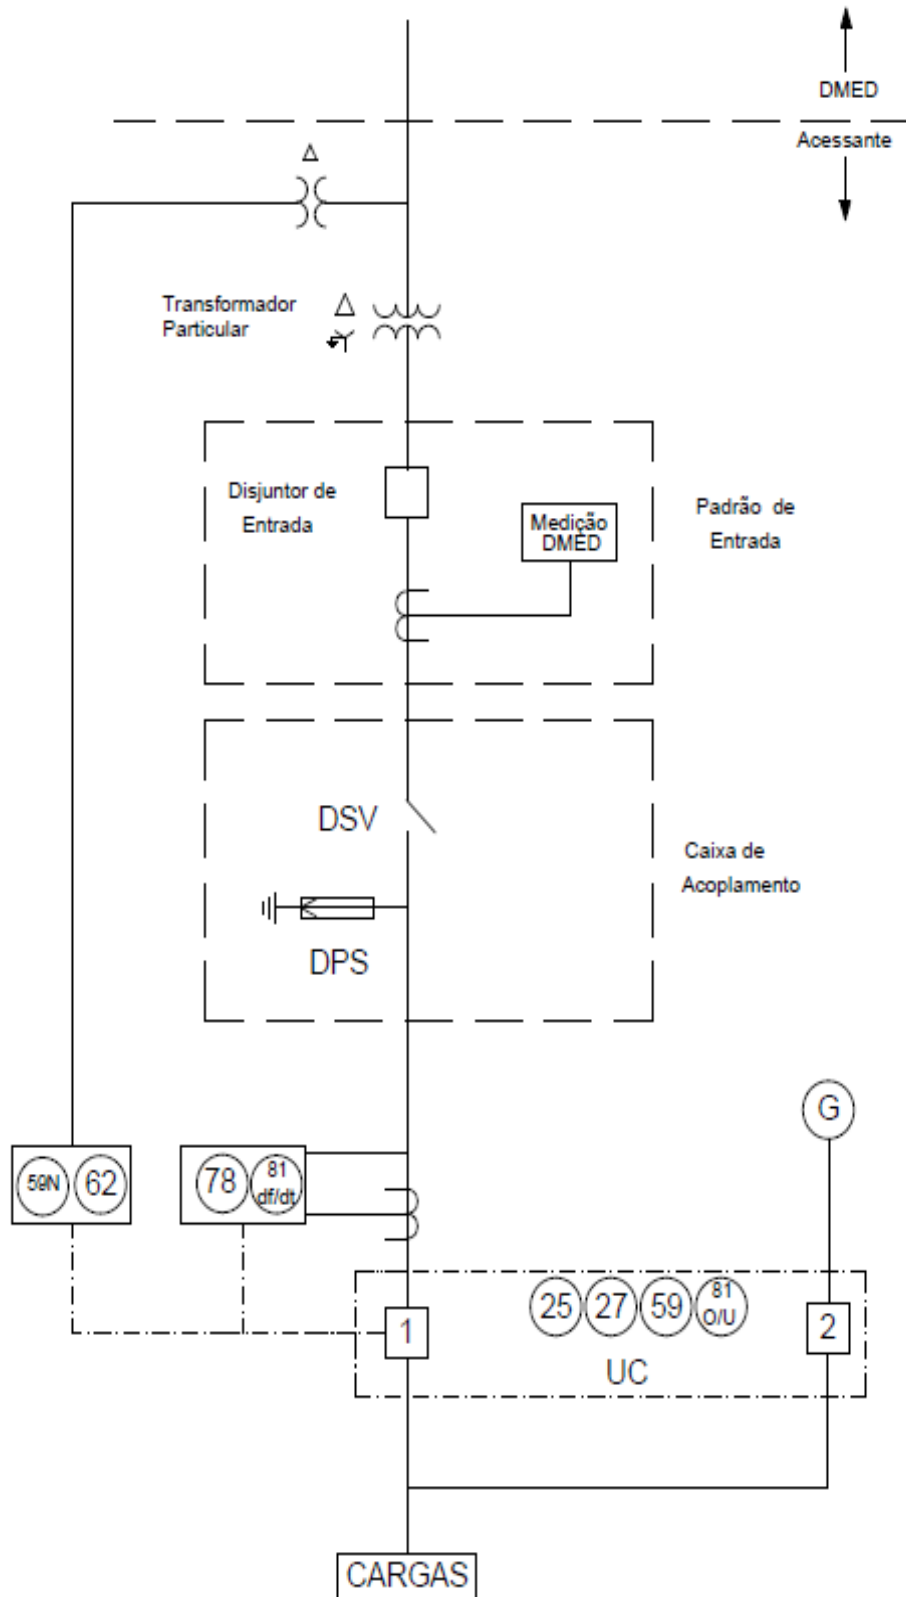 DMED
Acessante
Δ
Transformador
Particular
Δ
Disjuntor de
Entrada
Medição
DMED
Padrão de
Entrada
DSV
Caixa de
Acoplamento
DPS
G
59N
62
78
81
df/dt
25
27
59
81
O/U
1
2
UC
CARGAS